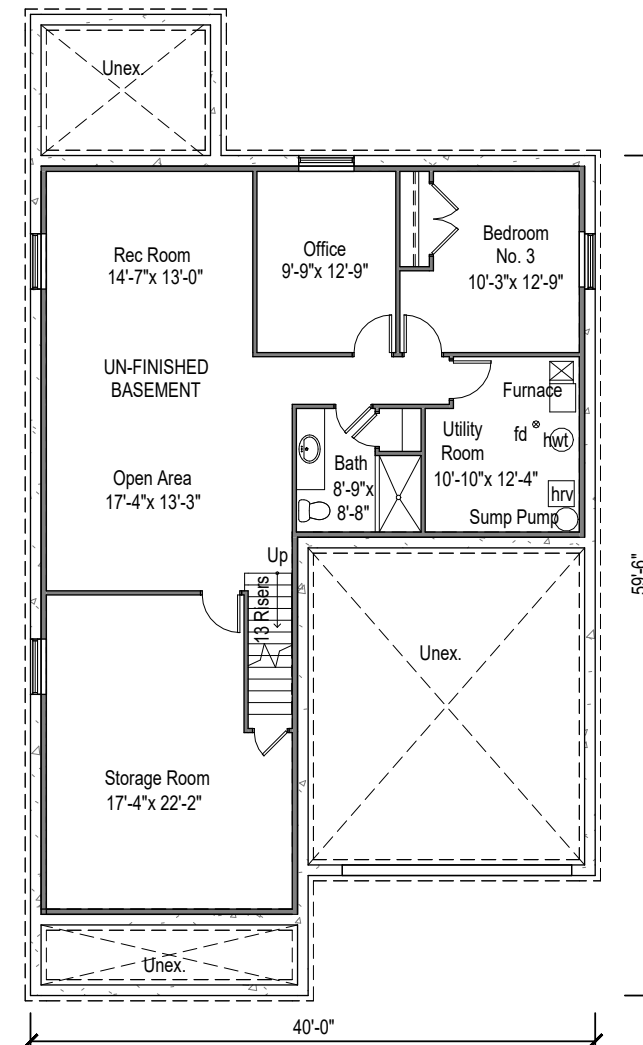 Unex.
Rec Room
14'-7"x 13'-0"
Office
9'-9"x 12'-9"
Bedroom
No. 3
10'-3"x 12'-9"
UN-FINISHED
BASEMENT
Furnace
fd
hwt
Utility
Room
10'-10"x 12'-4"
hrv
Sump Pump
Bath
8'-9"x
8'-8"
Open Area
17'-4"x 13'-3"
Up
13 Risers
Unex.
59'-6"
Storage Room
17'-4"x 22'-2"
Unex.
40'-0"